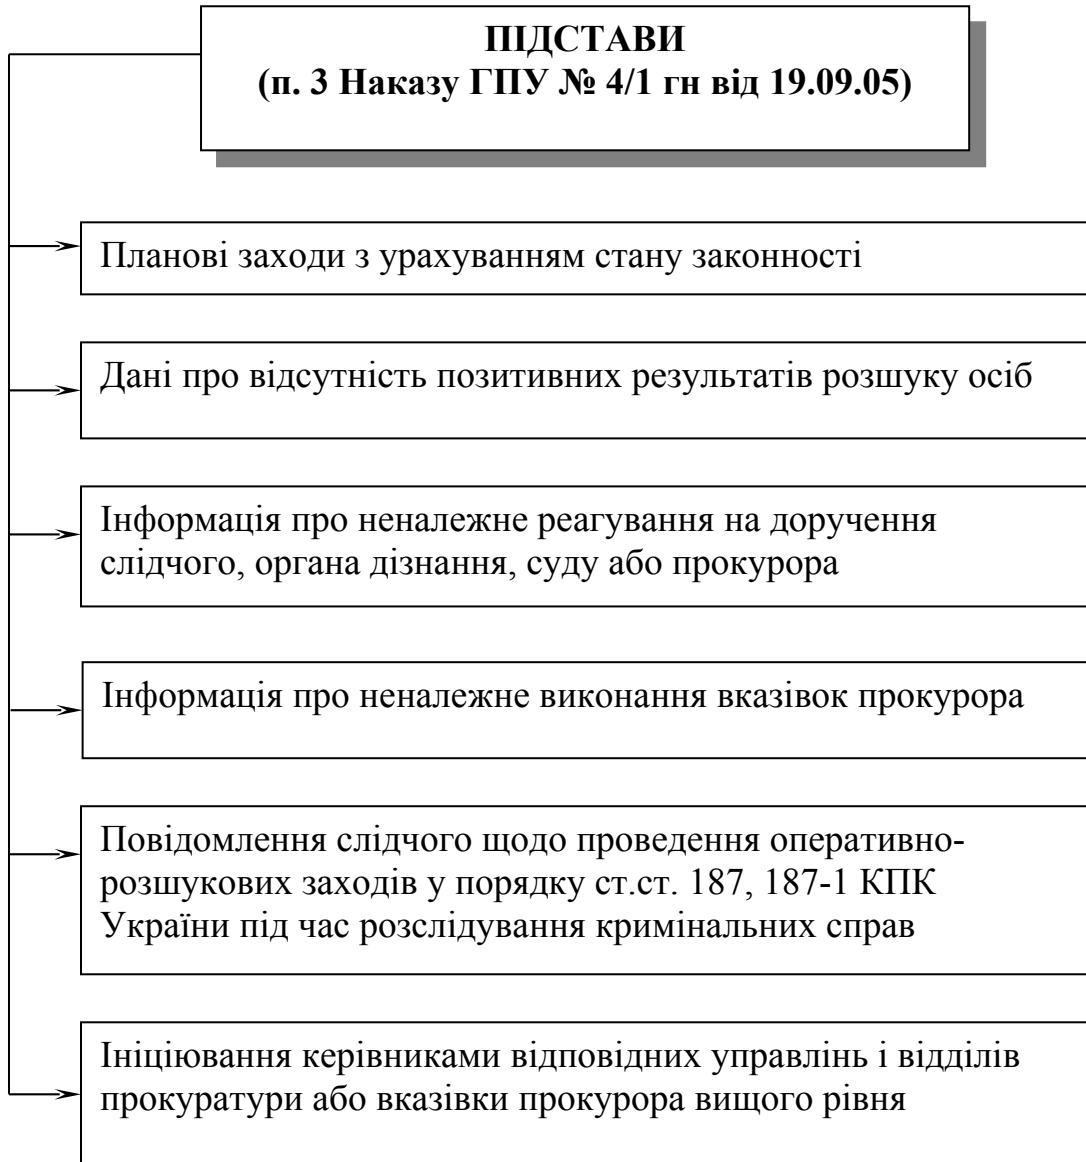 ПІДСТАВИ
(п. 3 Наказу ГПУ № 4/1 гн від 19.09.05)
Планові заходи з урахуванням стану законності
Дані про відсутність позитивних результатів розшуку осіб
Інформація про неналежне реагування на доручення
слідчого, органа дізнання, суду або прокурора
Інформація про неналежне виконання вказівок прокурора
Повідомлення слідчого щодо проведення оперативно-
розшукових заходів у порядку ст.ст. 187, 187-1 КПК
України під час розслідування кримінальних справ
Ініціювання керівниками відповідних управлінь і відділів
прокуратури або вказівки прокурора вищого рівня